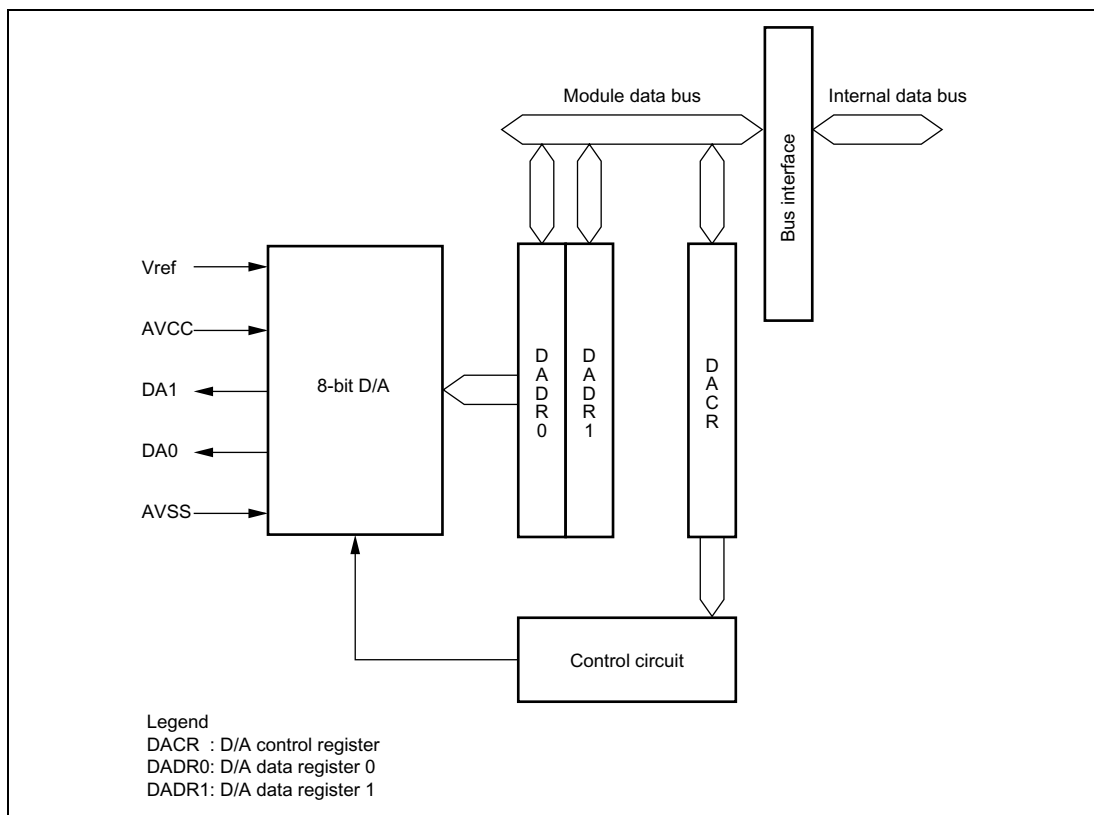 Module data bus
Internal data bus
Bus interface
Vref
AVCC
DA1
DA0
AVSS
8-bit D/A
DADR0
DADR1
DACR
Control circuit
Legend
DACR : D/A control register
DADR0: D/A data register 0
DADR1: D/A data register 1